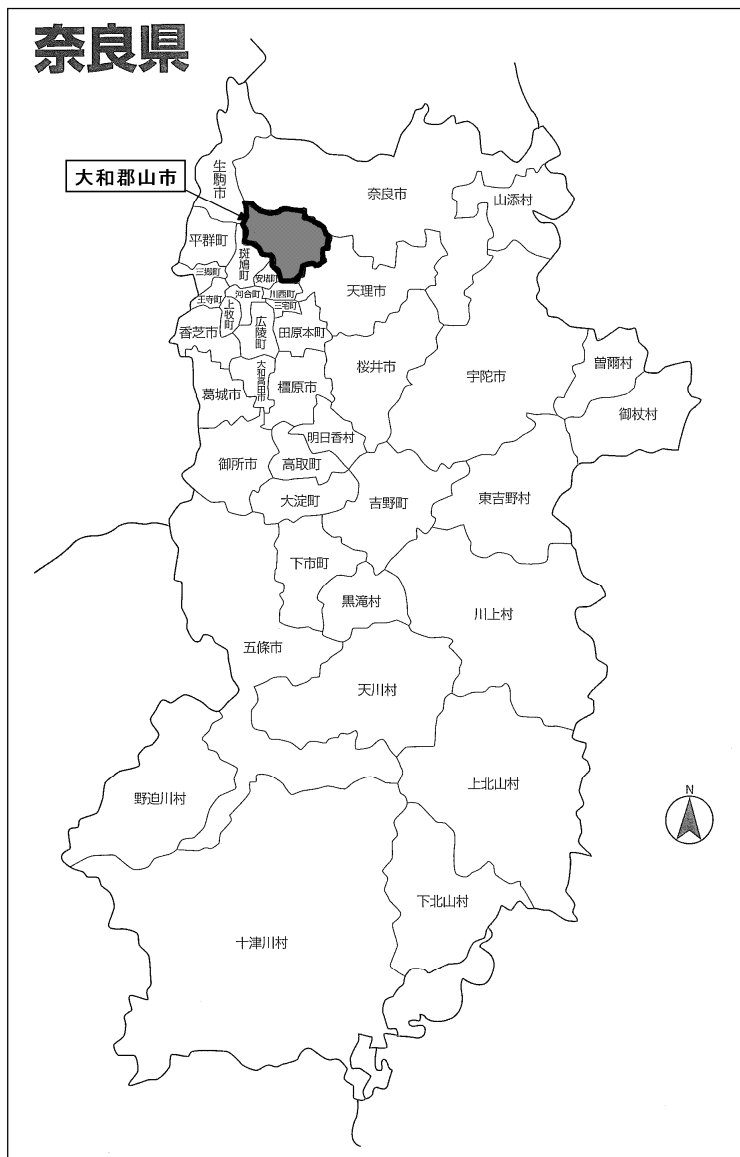 奈良県
生駒市
大和郡山市
奈良市
山添村
平群町
斑鳩町
三郷町
安堵町
天理市
河合町
川西町
王寺町
上牧町
三宅町
香芝市
広陵町
田原本町
桜井市
宇陀市
曽爾村
大和高田市
葛城市
橿原市
御杖村
明日香村
御所市
高取町
大淀町
吉野町
東吉野村
下市町
黒滝村
川上村
五條市
天川村
野迫川村
上北山村
N
下北山村
十津川村